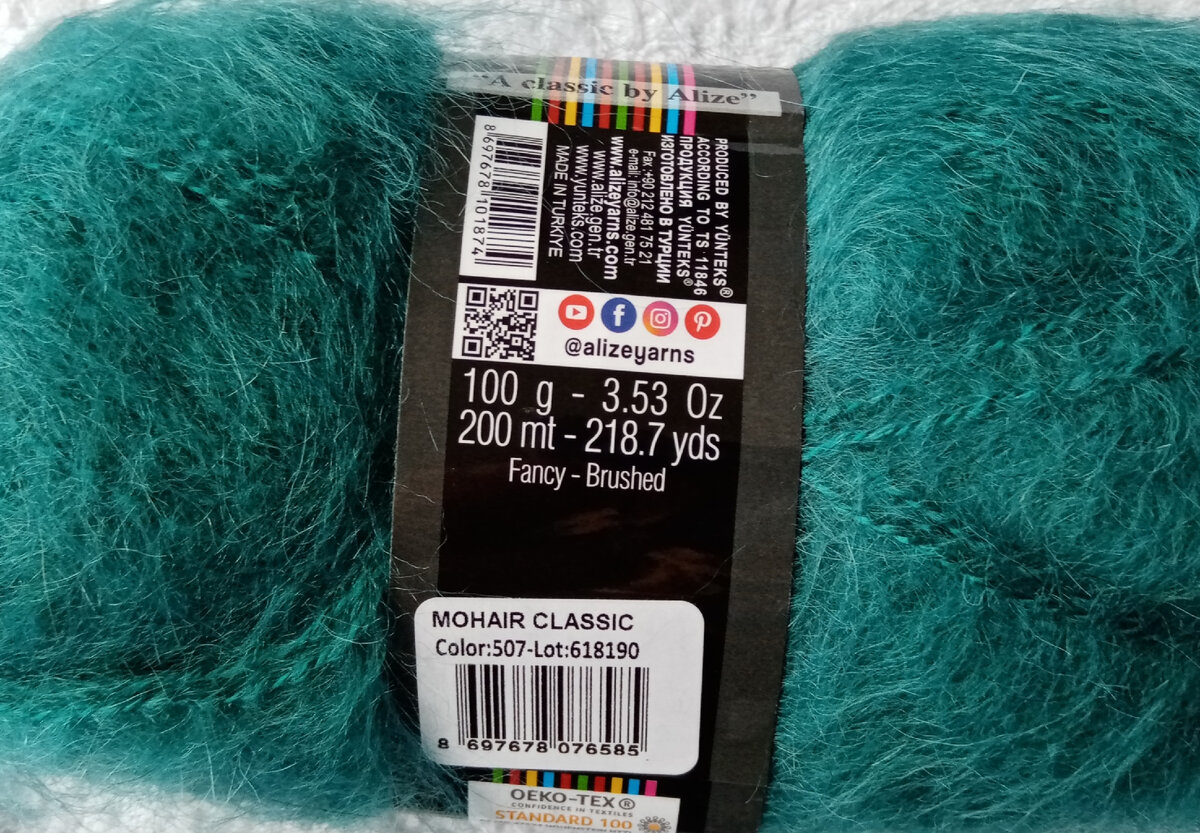 "A classic by Alize"
PRODUCED BY YÜNTEKS®
ACCORDING TO TS 11846
ПРОДУКЦИЯ YÜNTEKS®
ИЗГОТОВЛЕНО В ТУРЦИИ
Fax :+90 212 481 75 21
e-mail: info@alize.gen.tr
www.alizeyarns.com
www.alize.gen.tr
www.yunteks.com
MADE IN TURKIYE
8 697678 101874
@alizeyarns
100 g - 3.53 Oz
200 mt - 218.7 yds
Fancy - Brushed
MOHAIR CLASSIC
Color:507-Lot:618190
8 697678 076585
OEKO-TEX®
CONFIDENCE IN TEXTILES
STANDARD 100